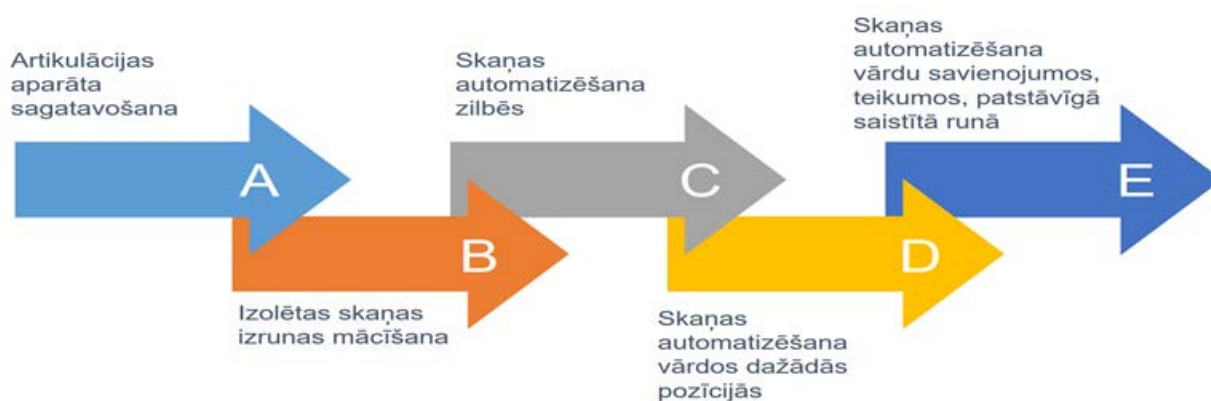 Artikulācijas
aparāta
sagatavošana
A
Izolētas skaņas
izrunas mācīšana
B
Skaņas
automatizēšana
zilbēs
C
Skaņas
automatizēšana
vārdos dažādās
pozīcijās
D
Skaņas
automatizēšana
vārdu savienojumos,
teikumos, patstāvīgā
saistītā runā
E